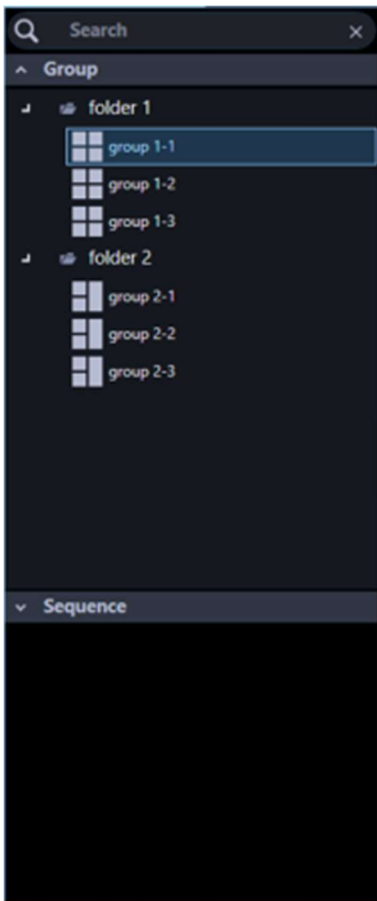 Search
Group
folder 1
group 1-1
group 1-2
group 1-3
folder 2
group 2-1
group 2-2
group 2-3
Sequence